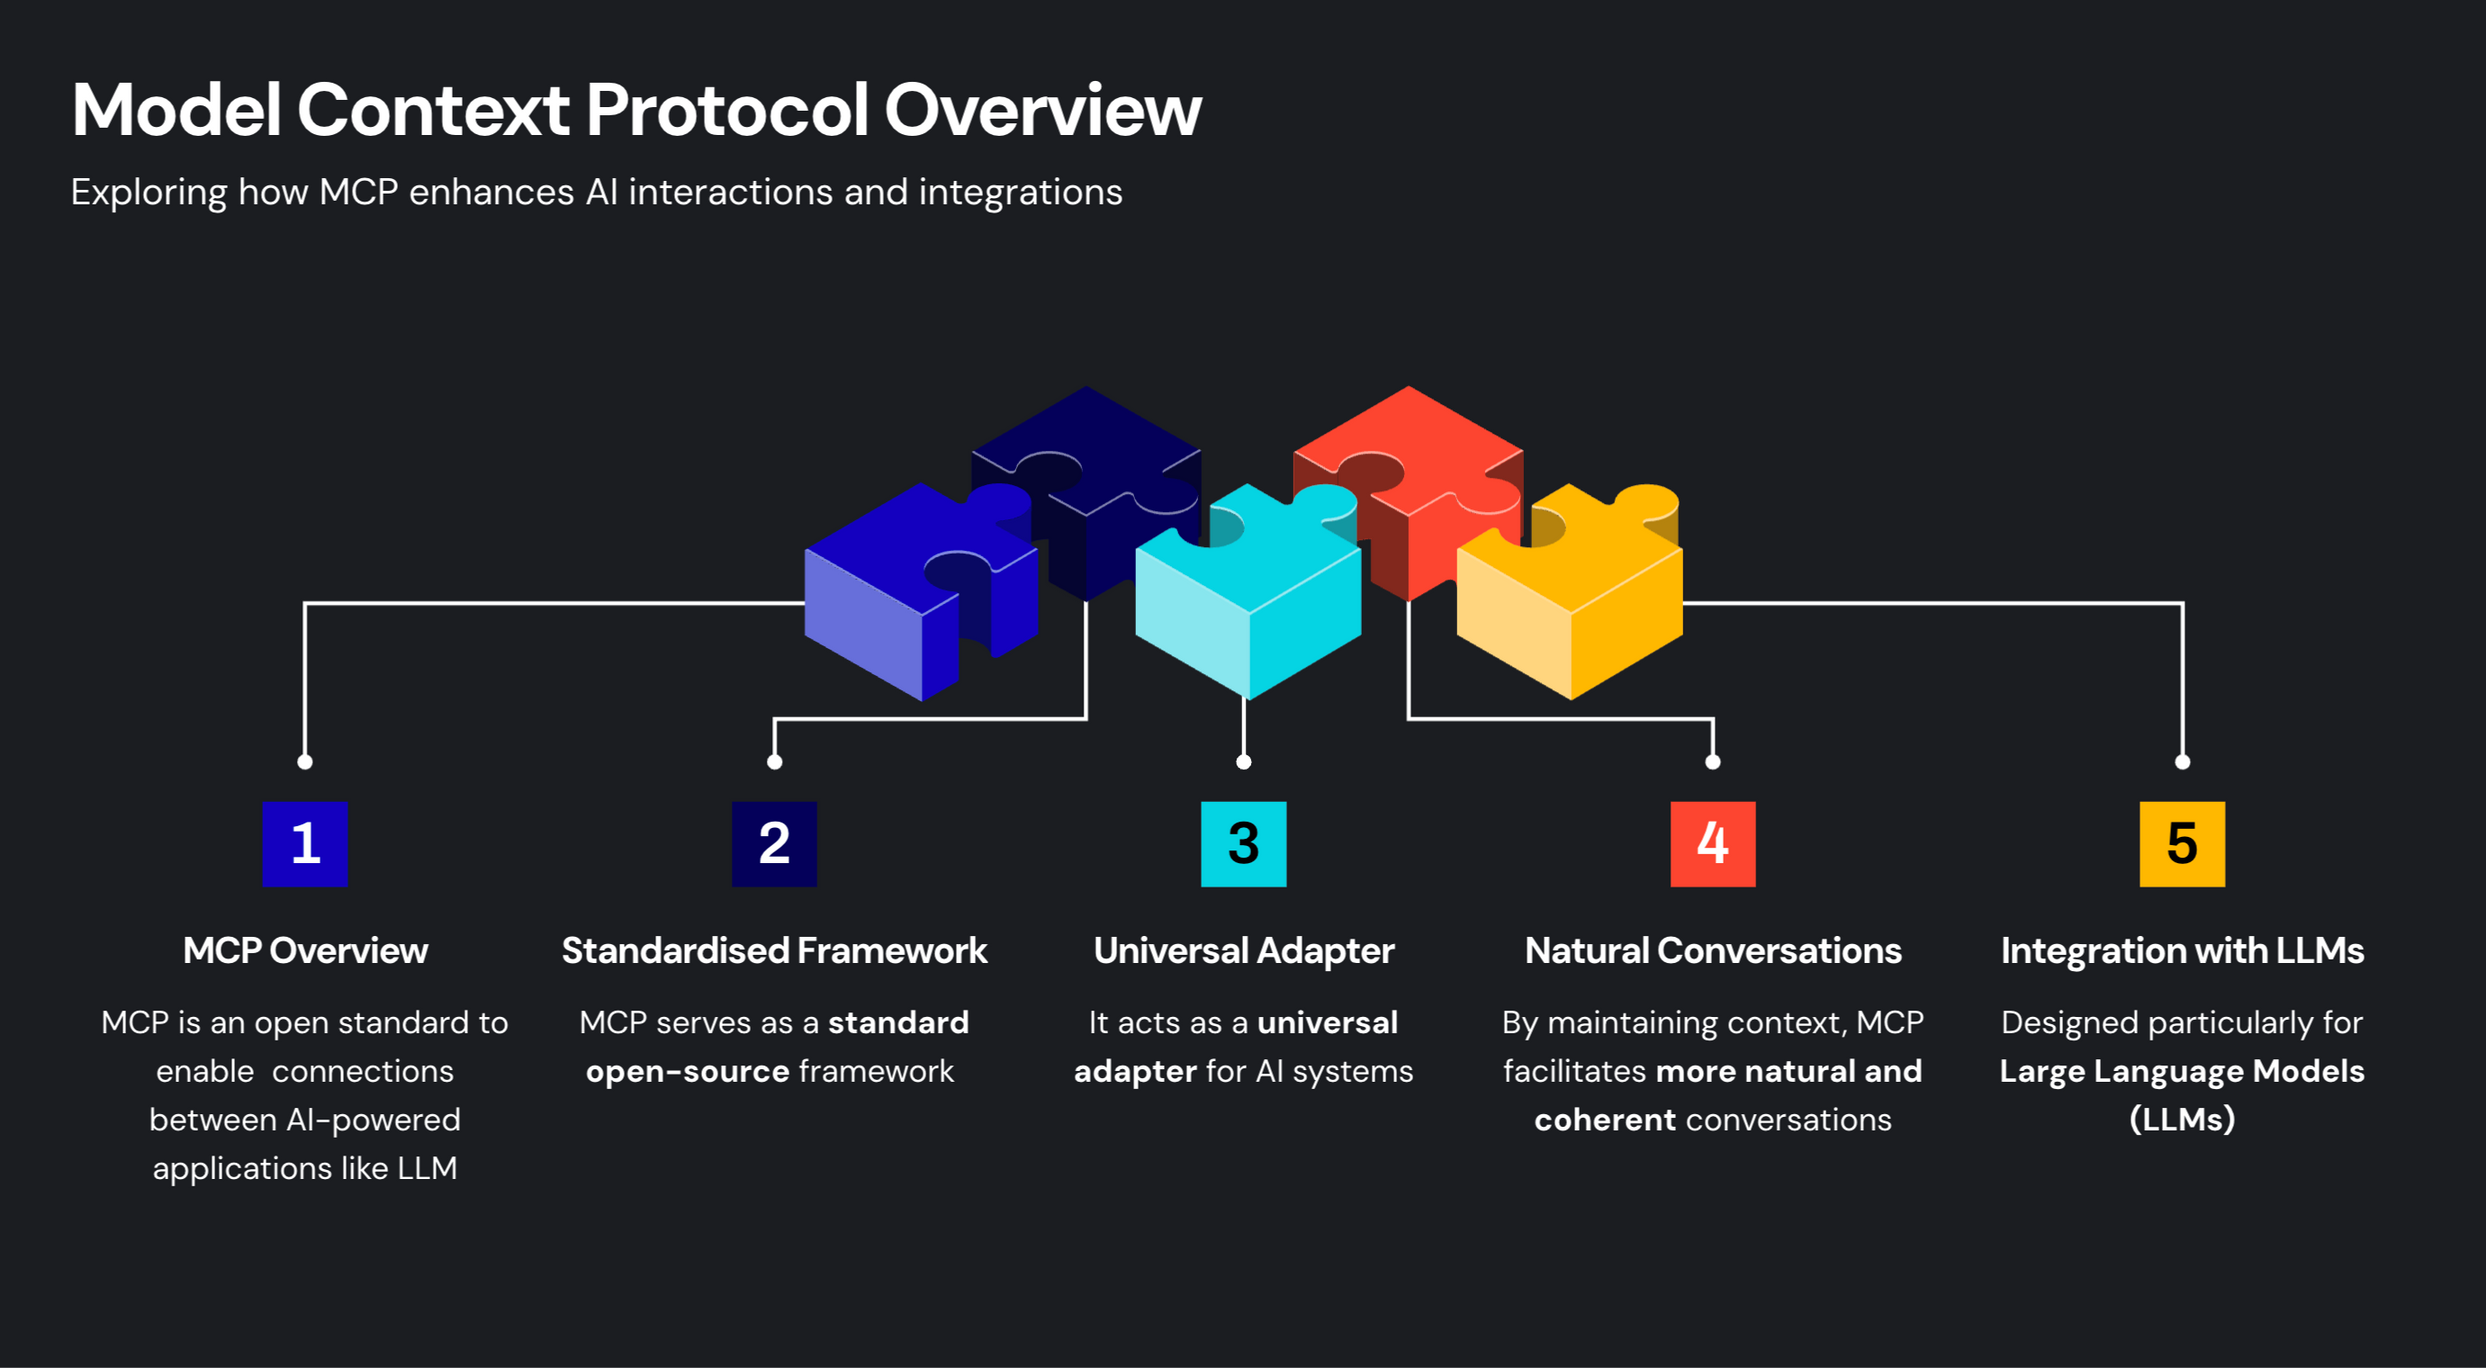 Model Context Protocol Overview
Exploring how MCP enhances AI interactions and integrations
1
MCP Overview
MCP is an open standard to
enable  connections
between AI-powered
applications like LLM
2
Standardised Framework
MCP serves as a standard
open-source framework
3
Universal Adapter
It acts as a universal
adapter for AI systems
4
Natural Conversations
By maintaining context, MCP
facilitates more natural and
coherent conversations
5
Integration with LLMs
Designed particularly for
Large Language Models
(LLMs)